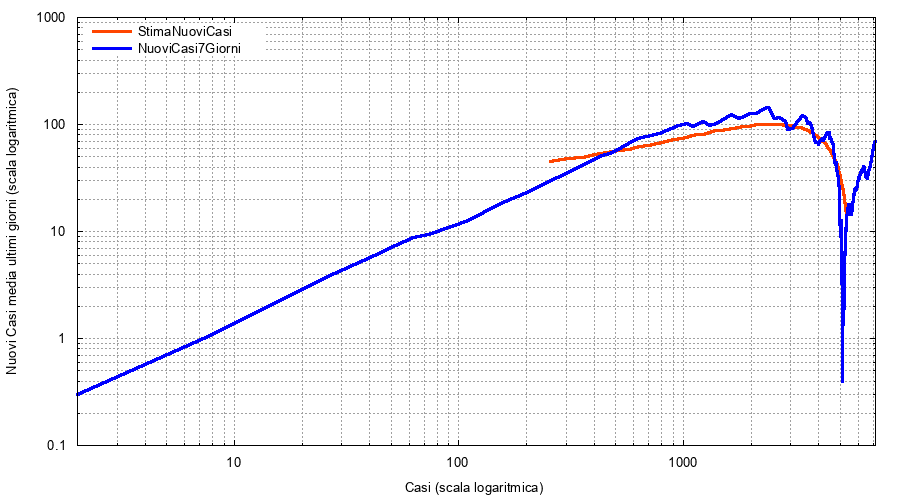 1000
StimaNuoviCasi
NuoviCasi7Giorni
100
10
1
0.1
Nuovi Casi media ultimi giorni (scala logaritmica)
10 100 1000
Casi (scala logaritmica)